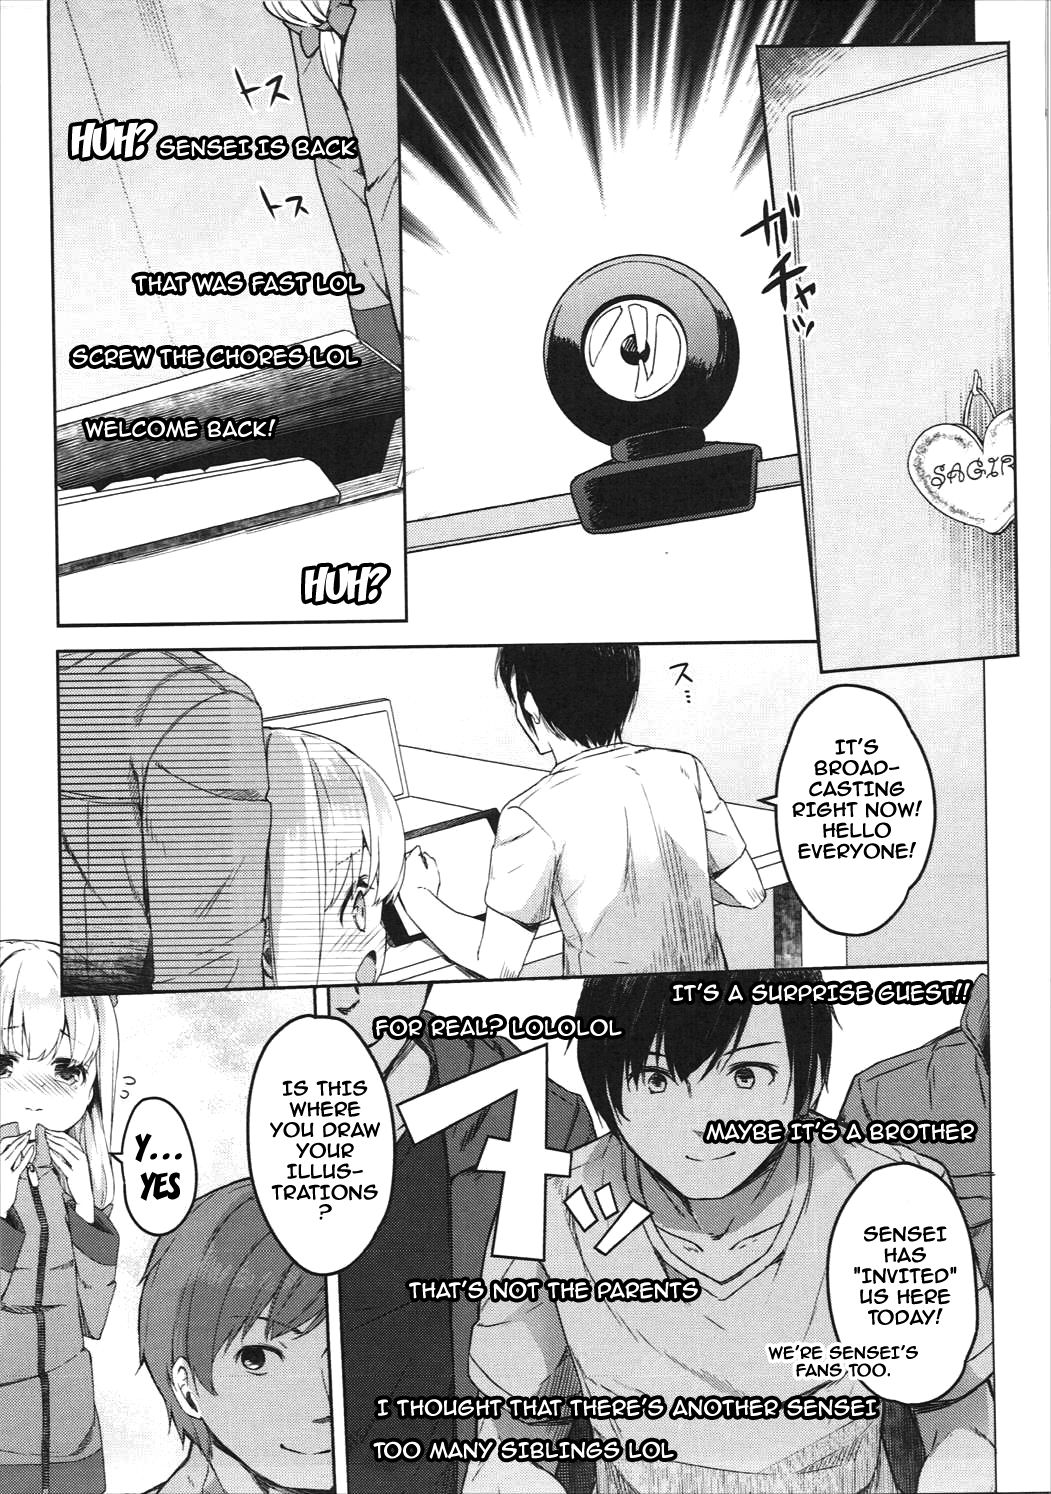 ガチャッ
SAGIR
トス
HUH? SENSEI IS BACK
トス
THAT WAS FAST LOL
SCREW THE CHORES LOL
WELCOME BACK!
HUH?
ス…
IT'S
BROAD-
CASTING
RIGHT NOW!
HELLO
EVERYONE!
IT'S A SURPRISE GUEST!!
FOR REAL? LOLOLOL
MAYBE IT'S A BROTHER
SENSEI
HAS
"INVITED"
US HERE
TODAY!
WE'RE SENSEI'S
FANS TOO.
THAT'S NOT THE PARENTS
I THOUGHT THAT THERE'S ANOTHER SENSEI
TOO MANY SIBLINGS LOL
IS THIS
WHERE
YOU DRAW
YOUR
ILLUS-
TRATIONS
?
Y...
YES